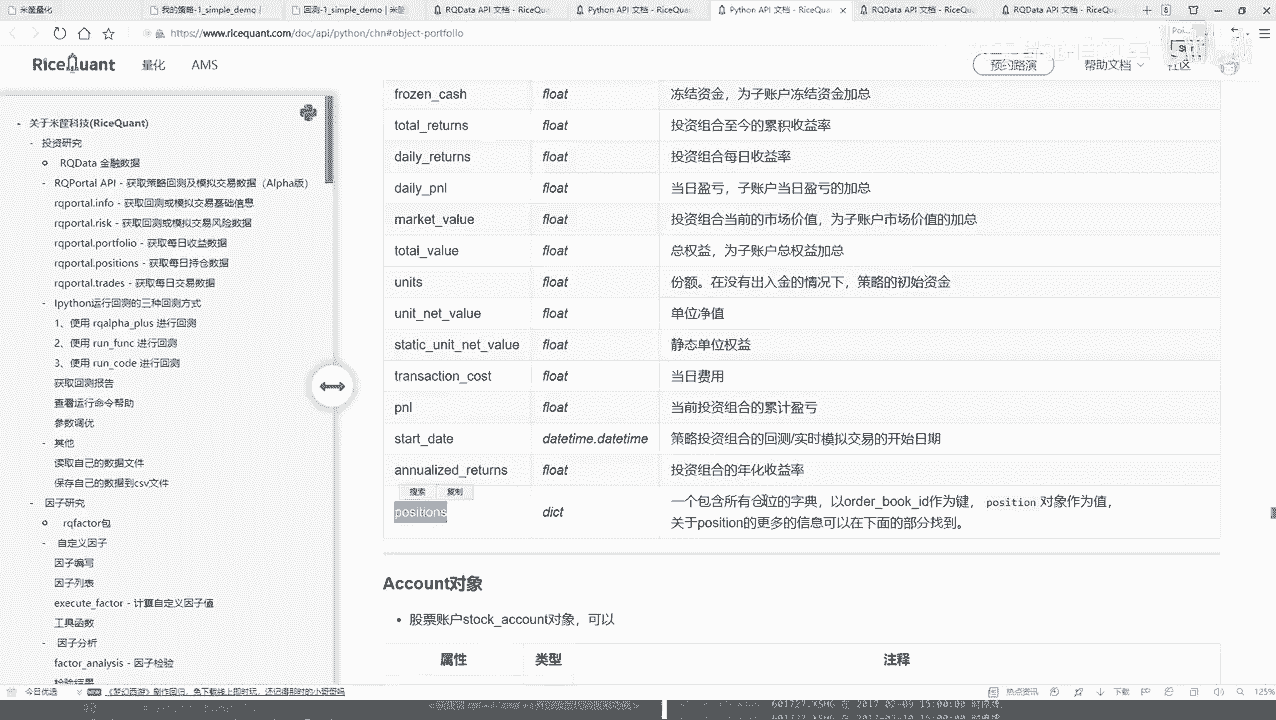 米筐量化
我的策略-1_simple_demo |
回测-1_simple_demo | 米筐
RQData API 文档 - RiceQu
Python API 文档 - RiceQua
Python API 文档 - RiceQua
RQData API 文档 - RiceQu
RQData API 文档 - RiceQu
https://www.ricequant.com/doc/api/python/chn#object-portfolio
RiceQuant
量化
AMS
预约路演
帮助文档
社区
frozen_cash float 冻结资金，为子账户冻结资金加总
total_returns float 投资组合至今的累积收益率
daily_returns float 投资组合每日收益率
daily_pnl float 当日盈亏，子账户当日盈亏的加总
market_value float 投资组合当前的市场价值，为子账户市场价值的加总
total_value float 总权益，为子账户总权益加总
units float 份额。在没有出入金的情况下，策略的初始资金
unit_net_value float 单位净值
static_unit_net_value float 静态单位权益
transaction_cost float 当日费用
pnl float 当前投资组合的累计盈亏
start_date datetime.datetime 策略投资组合的回测/实时模拟交易的开始日期
annualized_returns float 投资组合的年化收益率
搜索 复制
positions dict 一个包含所有仓位的字典，以order_book_id作为键， position 对象作为值，
关于position的更多的信息可以在下面的部分找到。
Account对象
股票账户stock_account对象，可以
属性 类型 注释
关于米筐科技(RiceQuant)
投资研究
RQData 金融数据
RQPortal API - 获取策略回测及模拟交易数据（Alpha版）
rqportal.info - 获取回测或模拟交易基础信息
rqportal.risk - 获取回测或模拟交易风险数据
rqportal.portfolio - 获取每日收益数据
rqportal.positions - 获取每日持仓数据
rqportal.trades - 获取每日交易数据
Ipython运行回测的三种回测方式
1、使用 rqalpha_plus 进行回测
2、使用 run_func 进行回测
3、使用 run_code 进行回测
获取回测报告
查看运行命令帮助
参数调优
其他
读取自己的数据文件
保存自己的数据到csv文件
因子研究
rqfactor包
自定义因子
因子编写
因子列表
execute_factor - 计算自定义因子值
工具函数
因子分析
factor_analysis - 因子检验
检验结果
今日优选
热点资讯
下载
125%